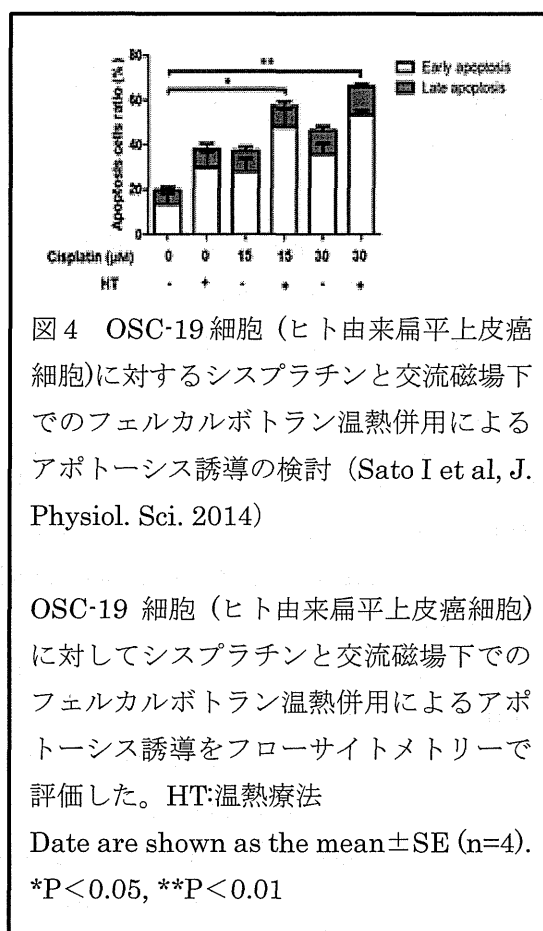 80
60
40
20
0
Apoptosis cells ratio (%)
* **
Early apoptosis
Late apoptosis
Cisplatin (μM) 0 0 15 15 30 30
HT - + - + - +
図4 OSC-19細胞 (ヒト由来扁平上皮癌
細胞)に対するシスプラチンと交流磁場下
でのフェルカルボトラン温熱併用による
アポトーシス誘導の検討 (Sato I et al, J.
Physiol. Sci. 2014)
OSC-19 細胞 (ヒト由来扁平上皮癌細胞)
に対してシスプラチンと交流磁場下での
フェルカルボトラン温熱併用によるアポ
トーシス誘導をフローサイトメトリーで
評価した。HT:温熱療法
Date are shown as the mean±SE (n=4).
*P<0.05, **P<0.01